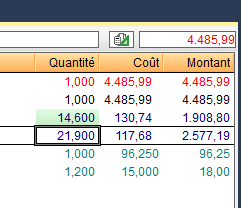 4.485,99
Quantité Coût Montant
1,000 4.485,99 4.485,99
1,000 4.485,99 4.485,99
14,600 130,74 1.908,80
21,900 117,68 2.577,19
1,000 96,250 96,25
1,200 15,000 18,00